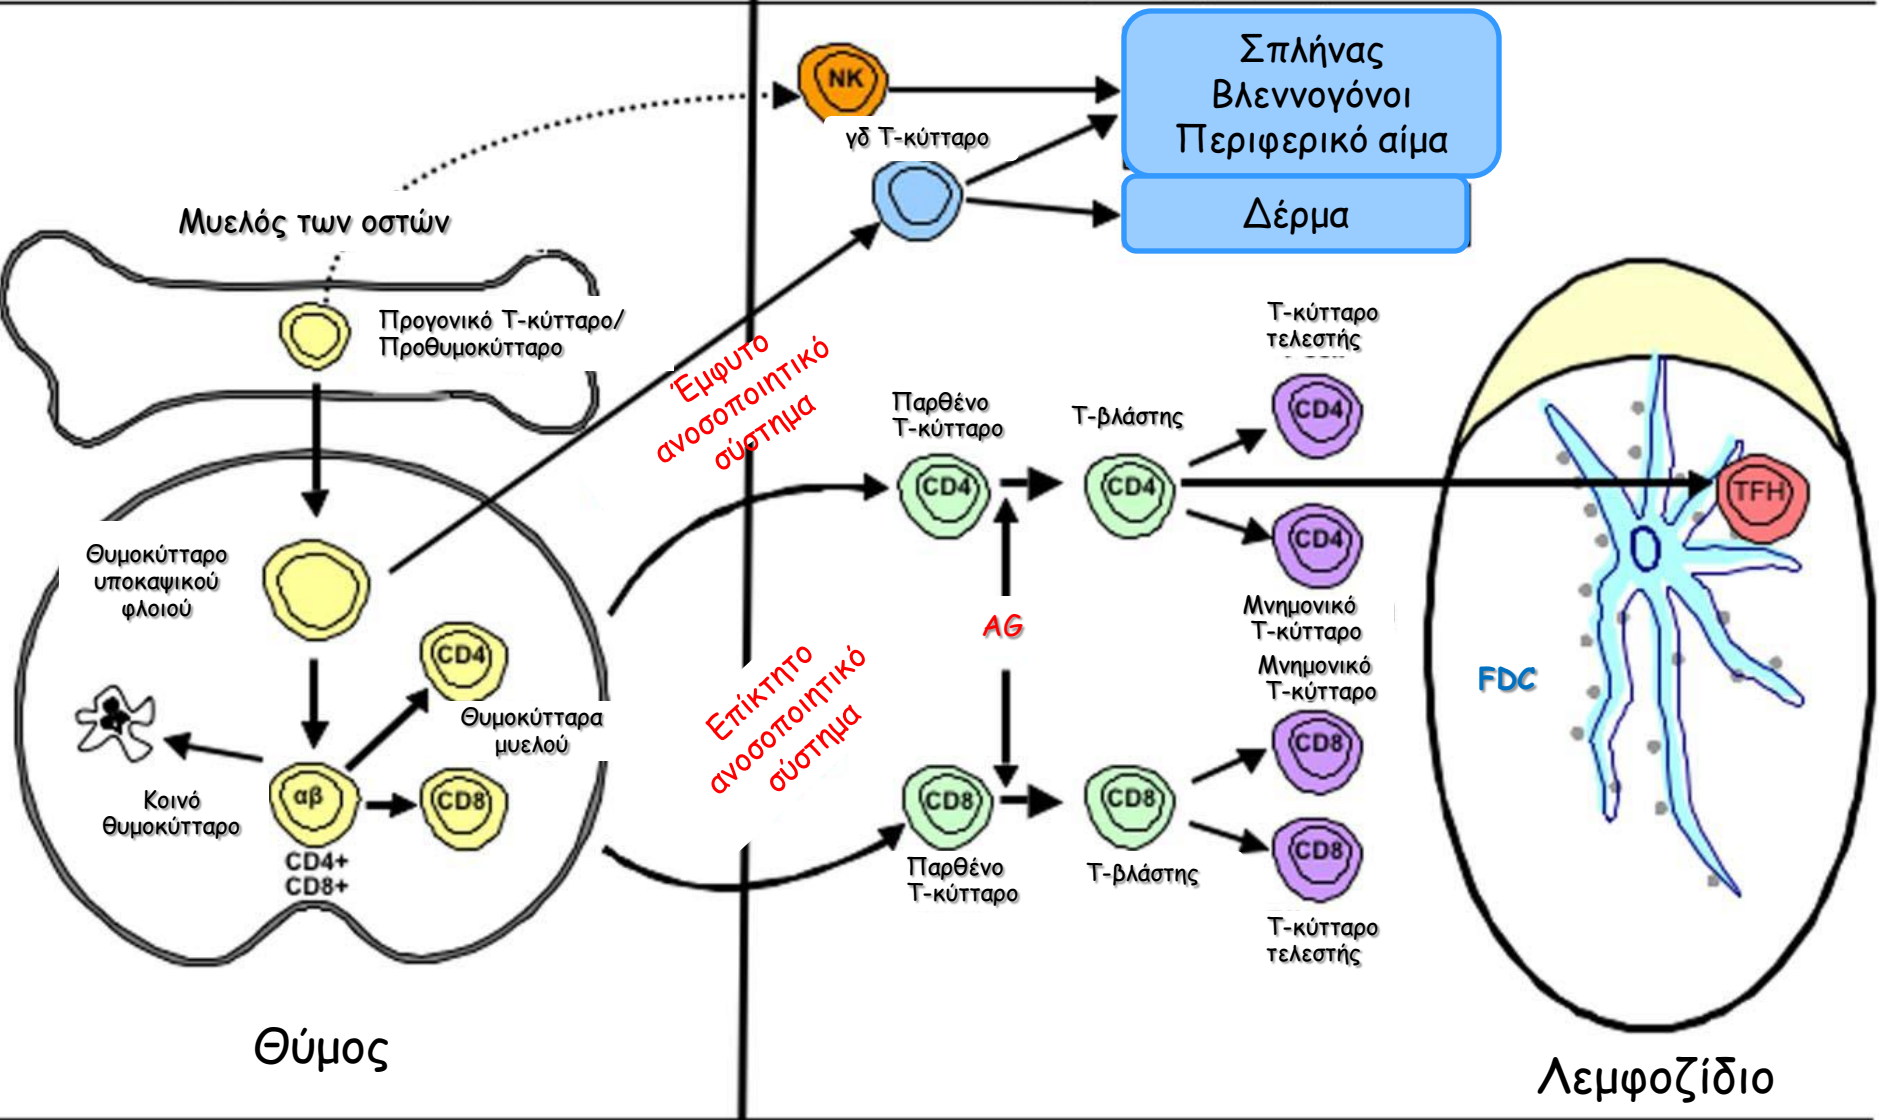 Σπλήνας
Βλεννογόνοι
Περιφερικό αίμα
NK
γδ Τ-κύτταρο
Δέρμα
Μυελός των οστών
Προγονικό Τ-κύτταρο/
Προθυμοκύτταρο
Έμφυτο
ανοσοποιητικό
σύστημα
Τ-κύτταρο
τελεστής
Παρθένο
Τ-κύτταρο
Τ-βλάστης
CD4
CD4
CD4
TFH
CD4
Θυμοκύτταρο
υποκαψικού
φλοιού
AG
Μνημονικό
Τ-κύτταρο
Μνημονικό
Τ-κύτταρο
CD4
FDC
Επίκτητο
ανοσοποιητικό
σύστημα
Θυμοκύτταρα
μυελού
CD8
Κοινό
θυμοκύτταρο
αβ
CD8
CD4+
CD8+
CD8
CD8
CD8
Παρθένο
Τ-κύτταρο
Τ-βλάστης
Τ-κύτταρο
τελεστής
Θύμος
Λεμφοζίδιο